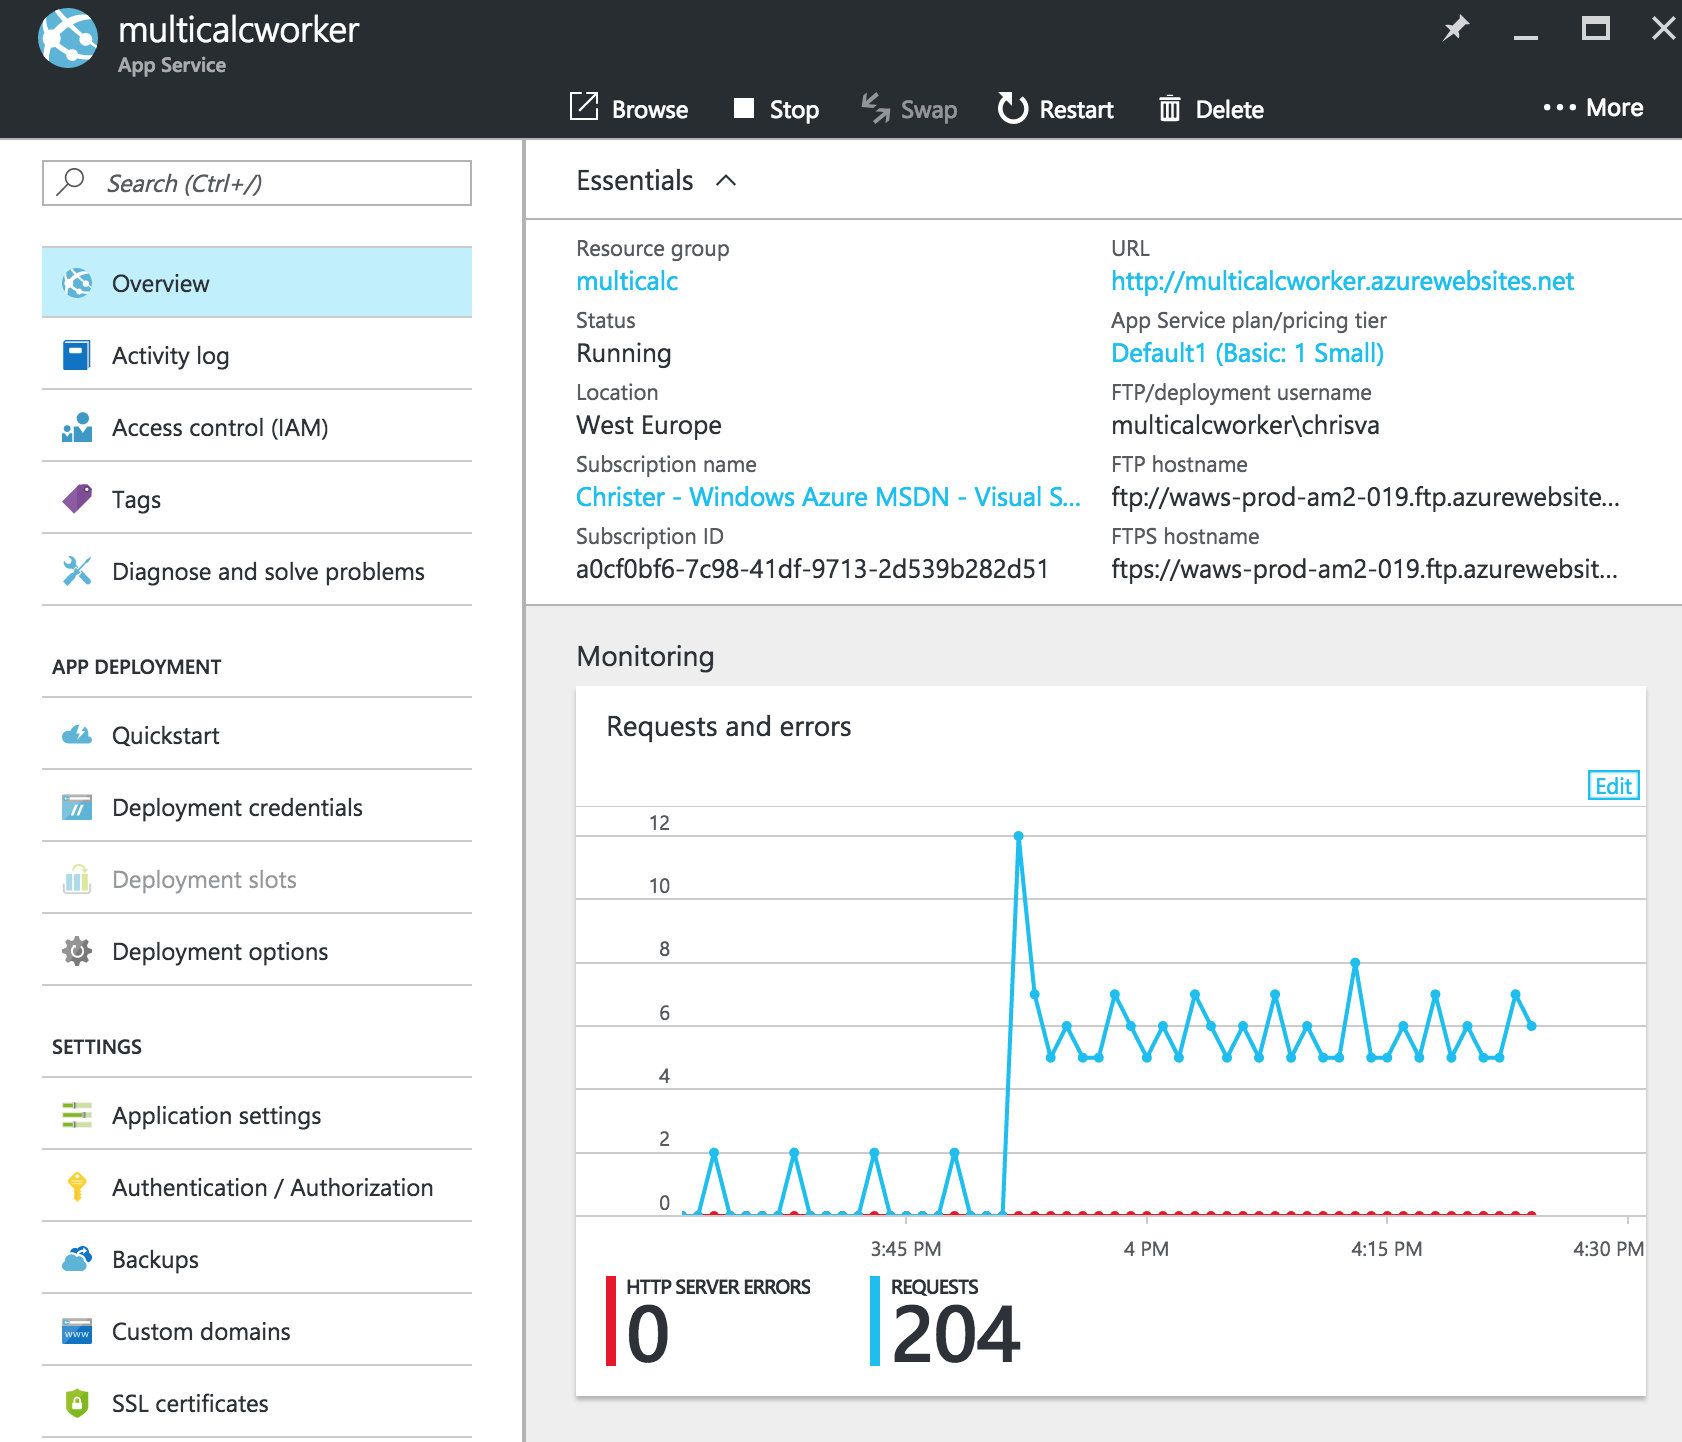 multicalcworker
App Service
Browse Stop Swap Restart Delete More
Search (Ctrl+/)
Overview
Activity log
Access control (IAM)
Tags
Diagnose and solve problems
APP DEPLOYMENT
Quickstart
Deployment credentials
Deployment slots
Deployment options
SETTINGS
Application settings
Authentication / Authorization
Backups
www
Custom domains
SSL certificates
Essentials
Resource group
multicalc
Status
Running
Location
West Europe
Subscription name
Christer - Windows Azure MSDN - Visual S...
Subscription ID
a0cf0bf6-7c98-41df-9713-2d539b282d51
URL
http://multicalcworker.azurewebsites.net
App Service plan/pricing tier
Default1 (Basic: 1 Small)
FTP/deployment username
multicalcworker\chrisva
FTP hostname
ftp://waws-prod-am2-019.ftp.azurewebsite...
FTPS hostname
ftps://waws-prod-am2-019.ftp.azurewebsit...
Monitoring
Requests and errors
Edit
12
10
8
6
4
2
0
3:45 PM 4 PM 4:15 PM 4:30 PM
HTTP SERVER ERRORS
0
REQUESTS
204